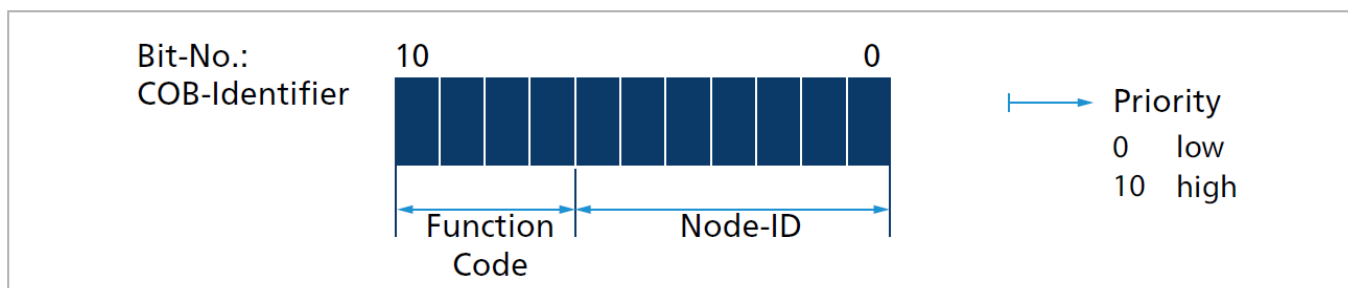 Bit-No.:
10
0
COB-Identifier
Priority
0 low
10 high
Function
Code
Node-ID